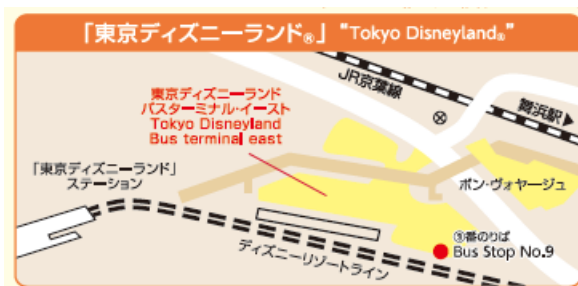 「東京ディズニーランド®」 "Tokyo Disneyland®"
JR京葉線
舞浜駅▶
東京ディズニーランド
バスターミナル・イースト
Tokyo Disneyland
Bus terminal east
「東京ディズニーランド」
ステーション
ボン・ヴォヤージュ
ディズニーリゾートライン
⑨番のりば
Bus Stop No.9